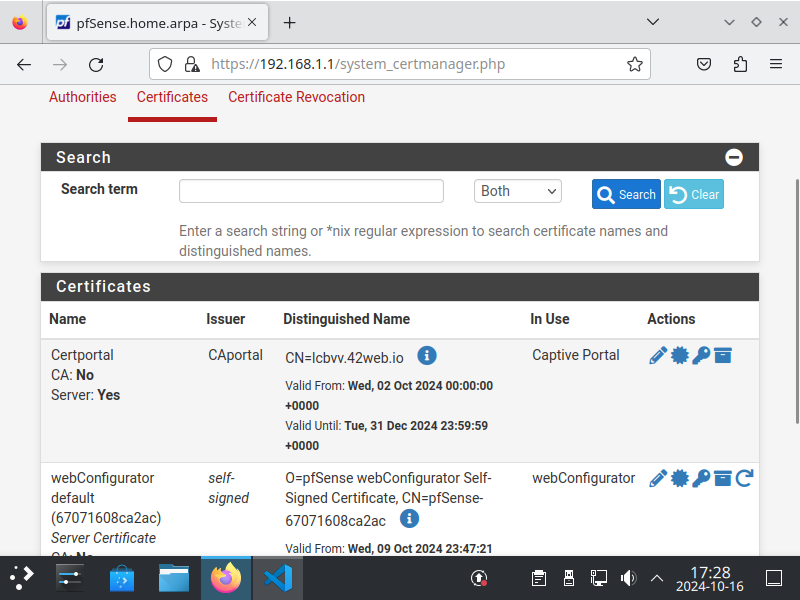 pfSense.home.arpa - Syste
https://192.168.1.1/system_certmanager.php
Authorities Certificates Certificate Revocation
Search
Search term Both Search Clear
Enter a search string or *nix regular expression to search certificate names and
distinguished names.
Certificates
Name Issuer Distinguished Name In Use Actions
Certportal CAportal CN=lcbvv.42web.io Captive Portal
CA: No
Server: Yes
Valid From: Wed, 02 Oct 2024 00:00:00
+0000
Valid Until: Tue, 31 Dec 2024 23:59:59
+0000
webConfigurator self- O=pfSense webConfigurator Self- webConfigurator
default signed Signed Certificate, CN=pfSense-
(67071608ca2ac) 67071608ca2ac
Server Certificate
CA: No
Valid From: Wed, 09 Oct 2024 23:47:21
17:28
2024-10-16